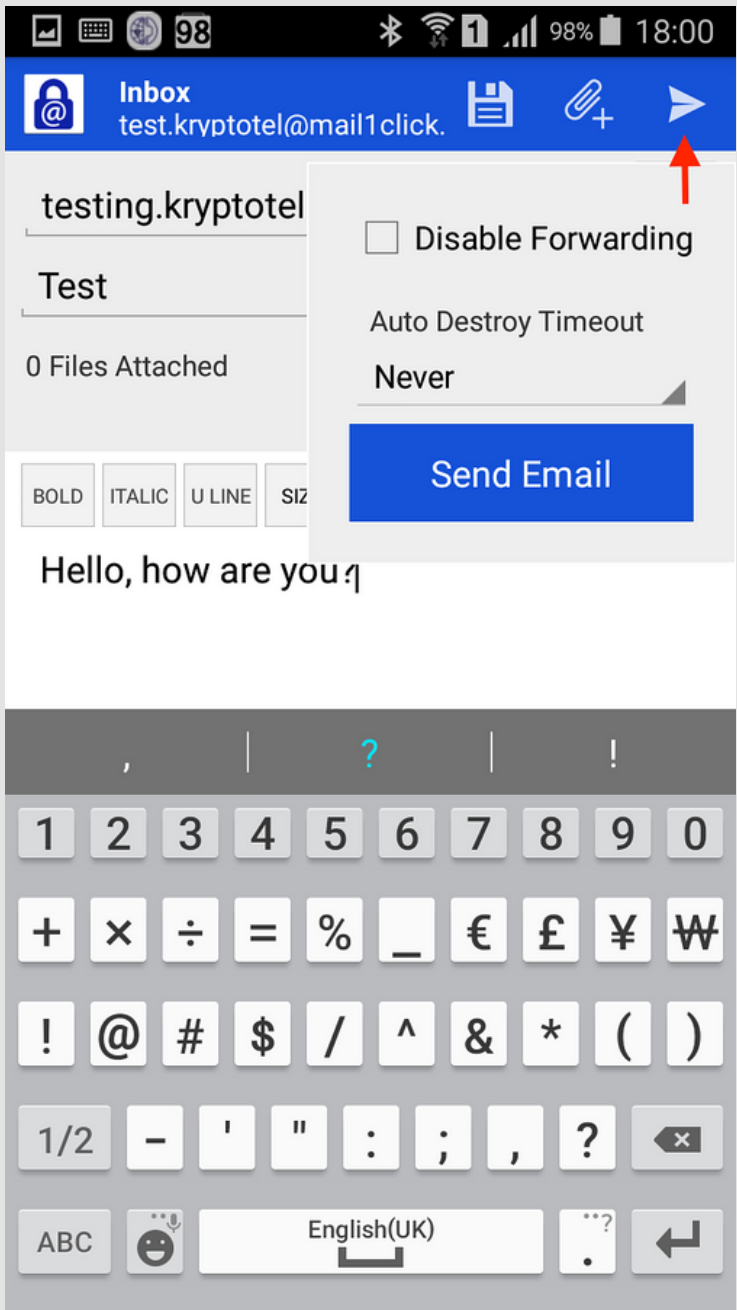 98 1 98% 18:00
@ Inbox
test.kryptotel@mail1click.
testing.kryptotel
Disable Forwarding
Test
Auto Destroy Timeout
0 Files Attached
Never
Send Email
BOLD ITALIC U LINE SIZ
Hello, how are you?
, ? !
1 2 3 4 5 6 7 8 9 0
+ × ÷ = % _ € £ ¥ ₩
! @ # $ / ^ & * ( )
1/2 - ' " : ; , ?
ABC English(UK) . ?